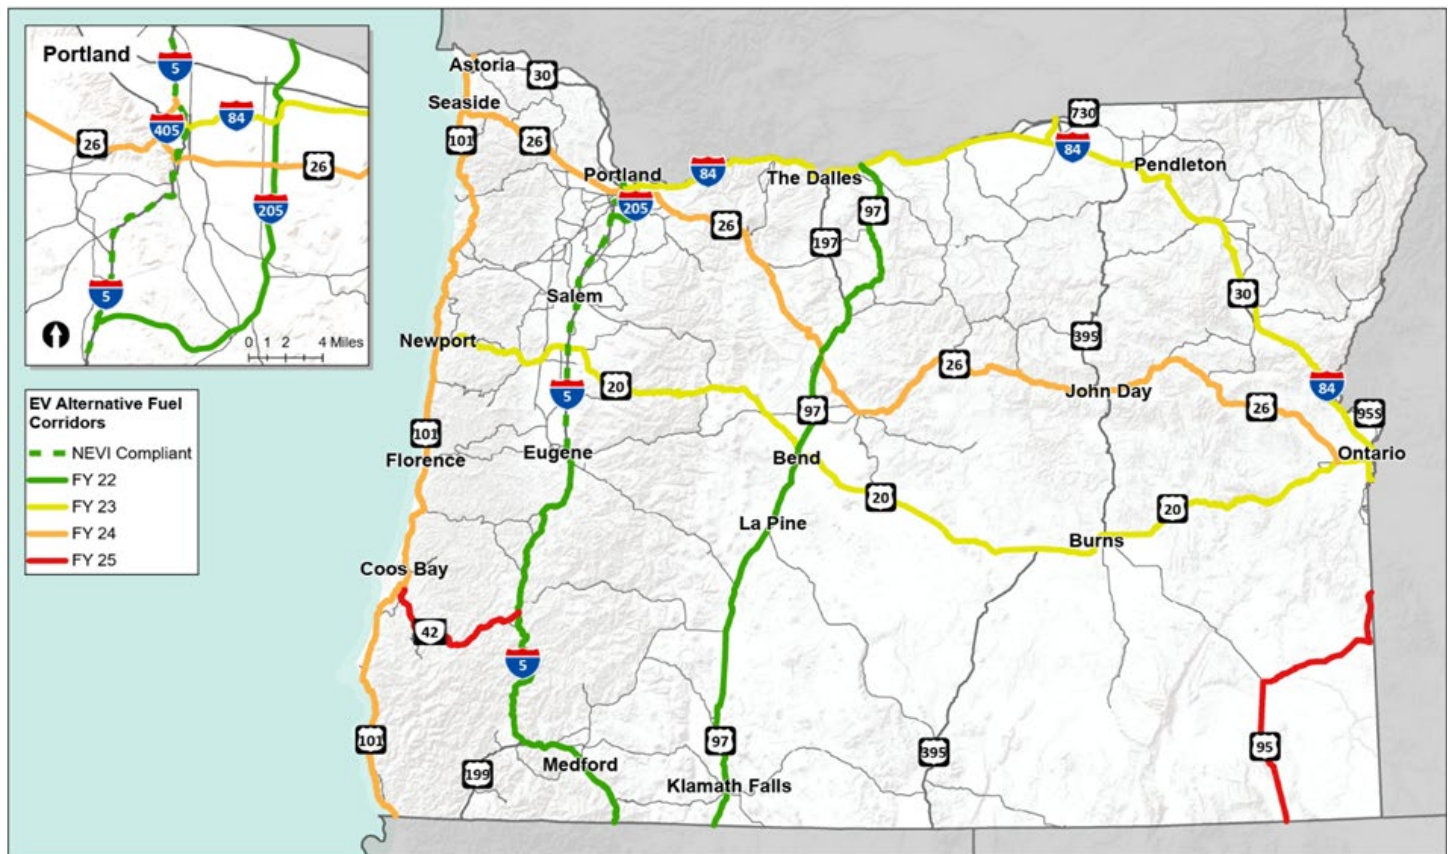 Portland
5
405
84
26
26
205
5
0 1 2 4 Miles
EV Alternative Fuel
Corridors
NEVI Compliant
FY 22
FY 23
FY 24
FY 25
Astoria
30
Seaside
101
26
Portland
84
205
The Dalles
730
84
Pendleton
26
97
197
Salem
30
Newport
395
26
20
5
John Day
84
26
95S
97
101
Florence
Eugene
Bend
Ontario
20
20
La Pine
Burns
Coos Bay
42
5
101
97
395
95
199
Medford
Klamath Falls